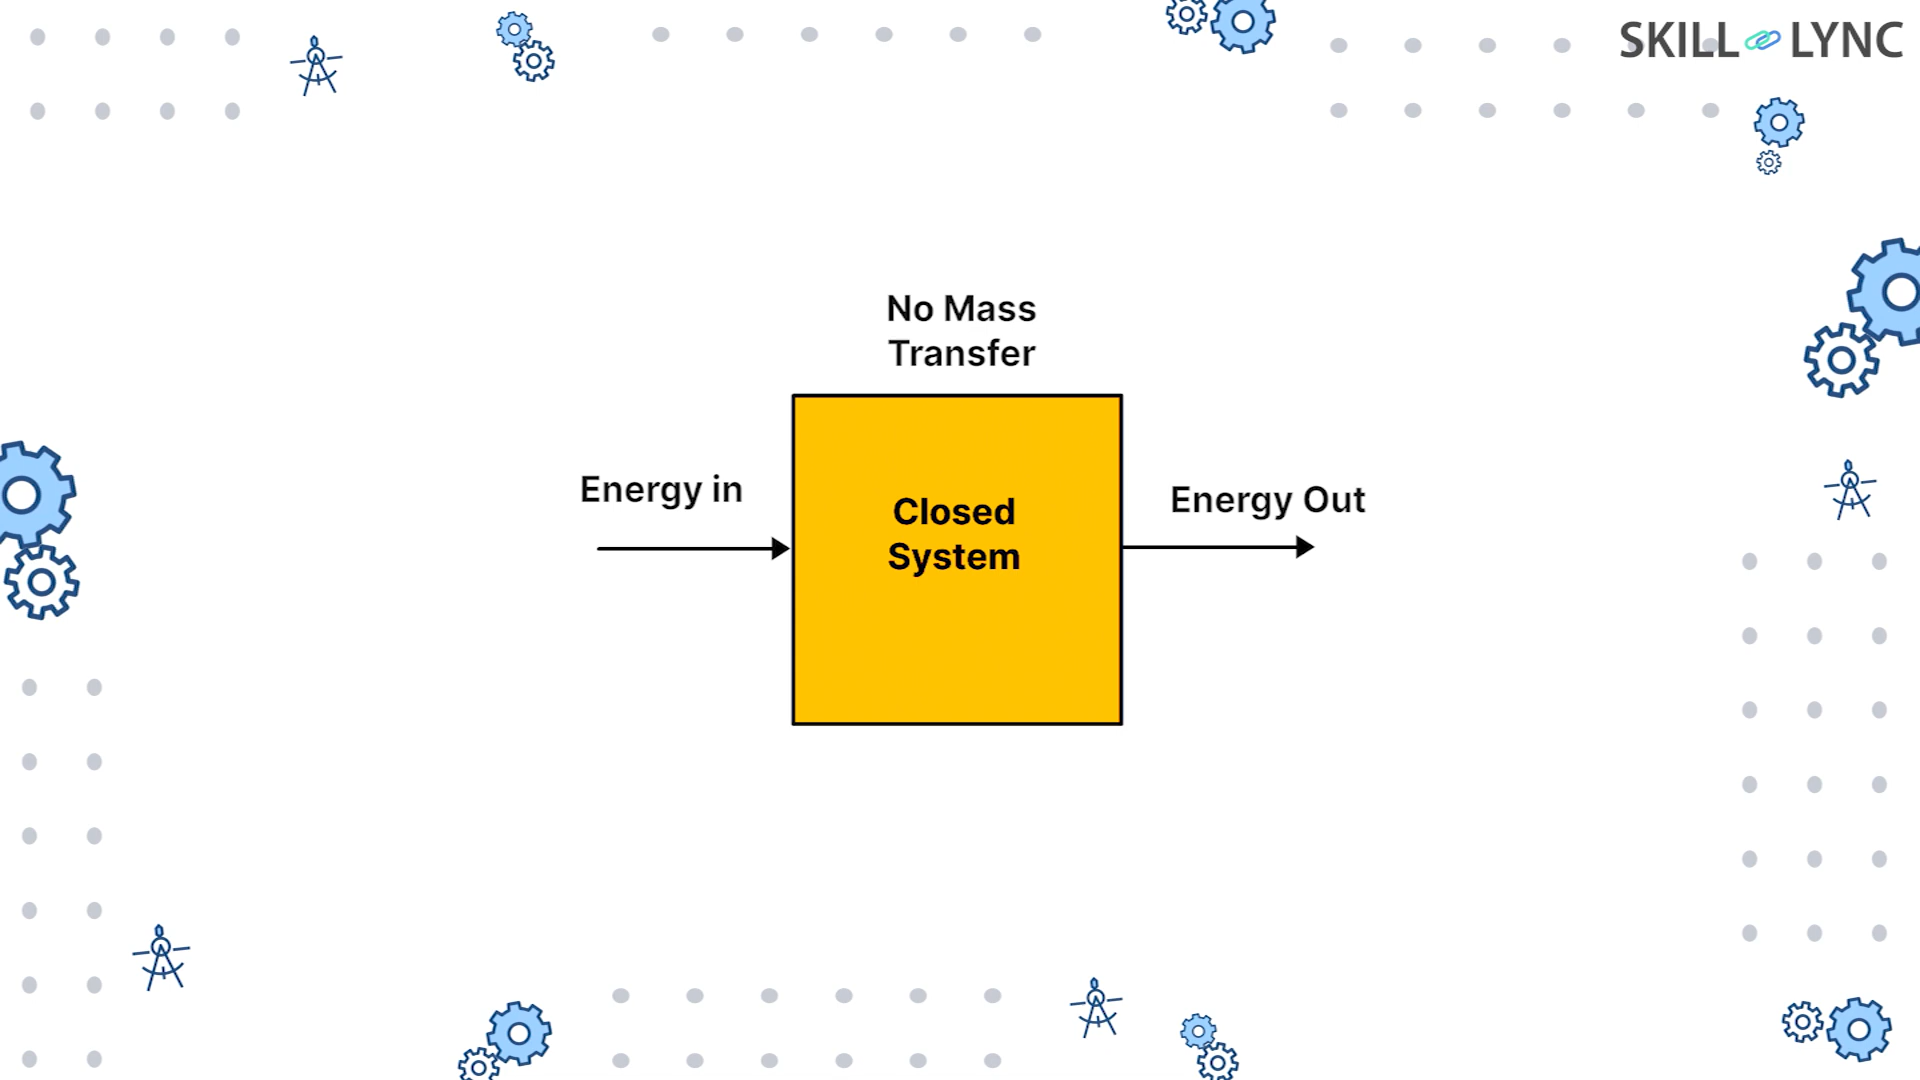 SKILL LYNC
No Mass
Transfer
Energy in
Closed
System
Energy Out